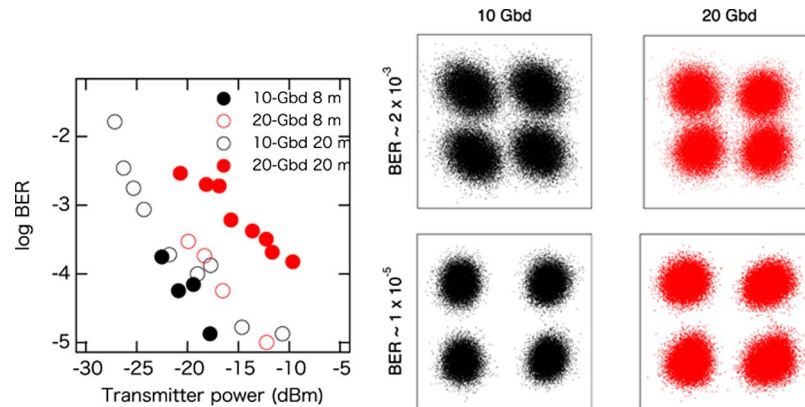 10 Gbd
20 Gbd
10-Gbd 8 m
20-Gbd 8 m
10-Gbd 20 m
20-Gbd 20 m
log BER
-2
-3
-4
-5
-30
-25
-20
-15
-10
-5
Transmitter power (dBm)
BER ~ 2 x 10⁻³
BER ~ 1 x 10⁻⁵